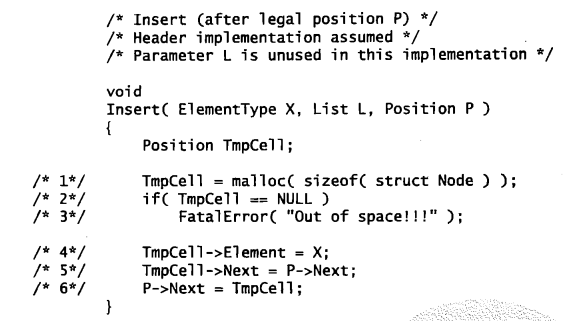 /* Insert (after legal position P) */
/* Header implementation assumed */
/* Parameter L is unused in this implementation */
void
Insert( ElementType X, List L, Position P )
{
Position TmpCell;
/* 1*/ TmpCell = malloc( sizeof( struct Node ) );
/* 2*/ if( TmpCell == NULL )
/* 3*/ FatalError( "Out of space!!!" );
/* 4*/ TmpCell->Element = X;
/* 5*/ TmpCell->Next = P->Next;
/* 6*/ P->Next = TmpCell;
}